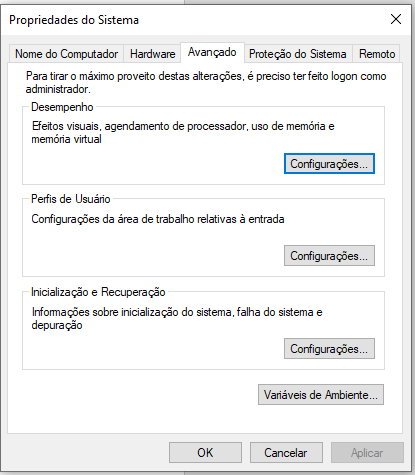 Propriedades do Sistema
Nome do Computador Hardware Avançado Proteção do Sistema Remoto
Para tirar o máximo proveito destas alterações, é preciso ter feito logon como
administrador.
Desempenho
Efeitos visuais, agendamento de processador, uso de memória e
memória virtual
Configurações...
Perfis de Usuário
Configurações da área de trabalho relativas à entrada
Configurações...
Inicialização e Recuperação
Informações sobre inicialização do sistema, falha do sistema e
depuração
Configurações...
Variáveis de Ambiente...
OK Cancelar Aplicar